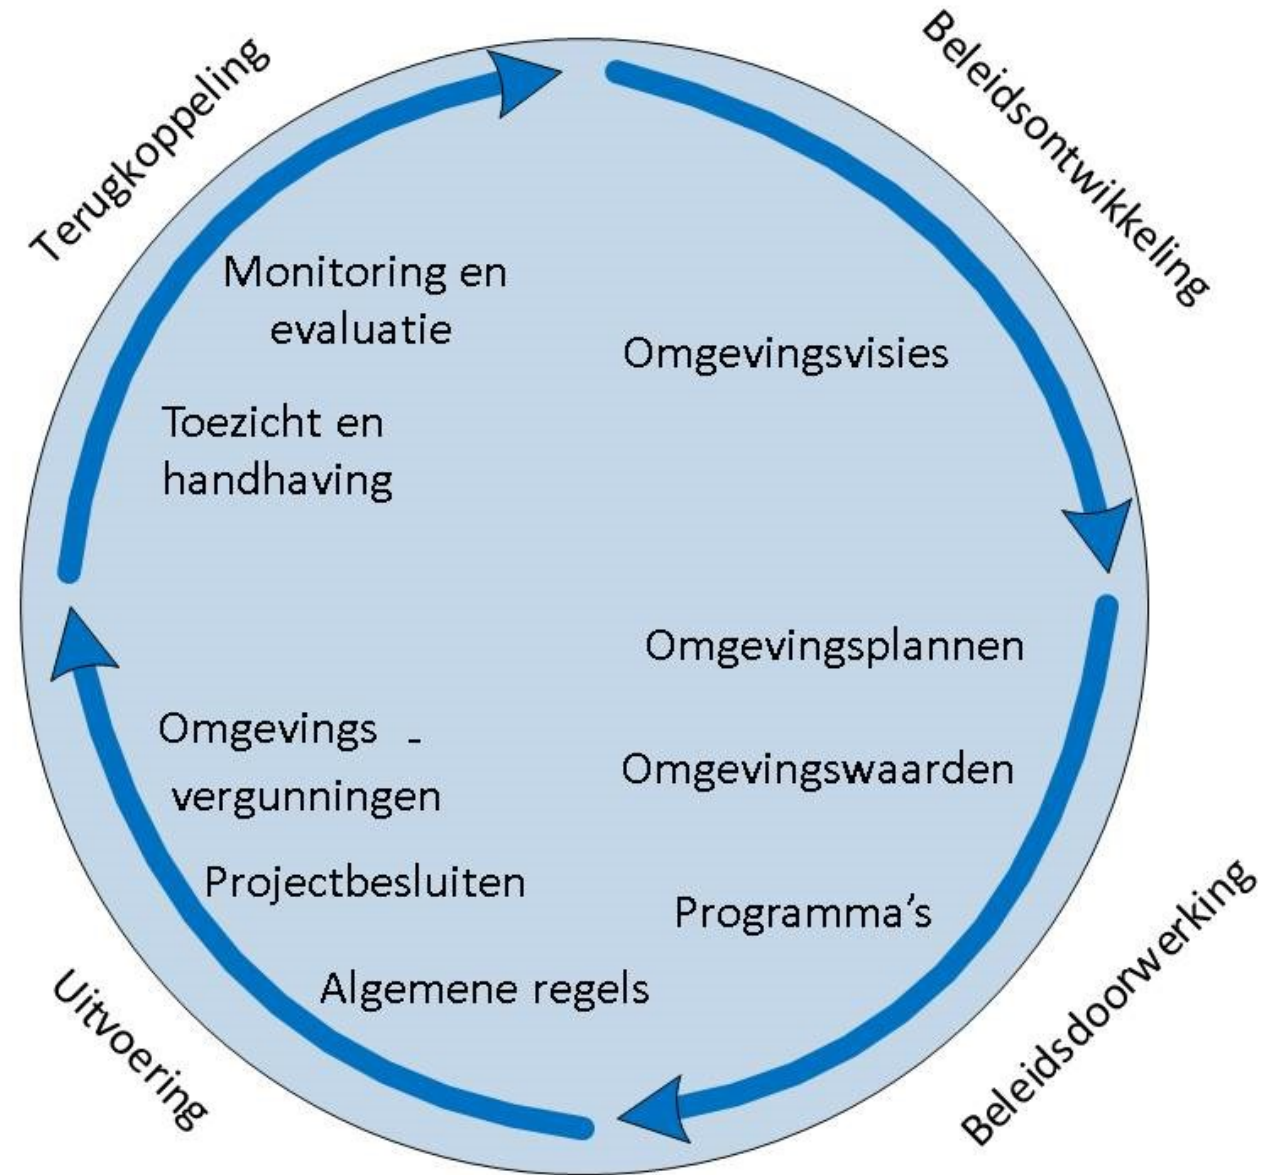 Terugkoppeling
Beleidsontwikkeling
Monitoring en
evaluatie
Omgevingsvisies
Toezicht en
handhaving
Omgevingsplannen
Omgevings -
vergunningen
Omgevingswaarden
Projectbesluiten
Programma’s
Algemene regels
Uitvoering
Beleidsdoorwerking